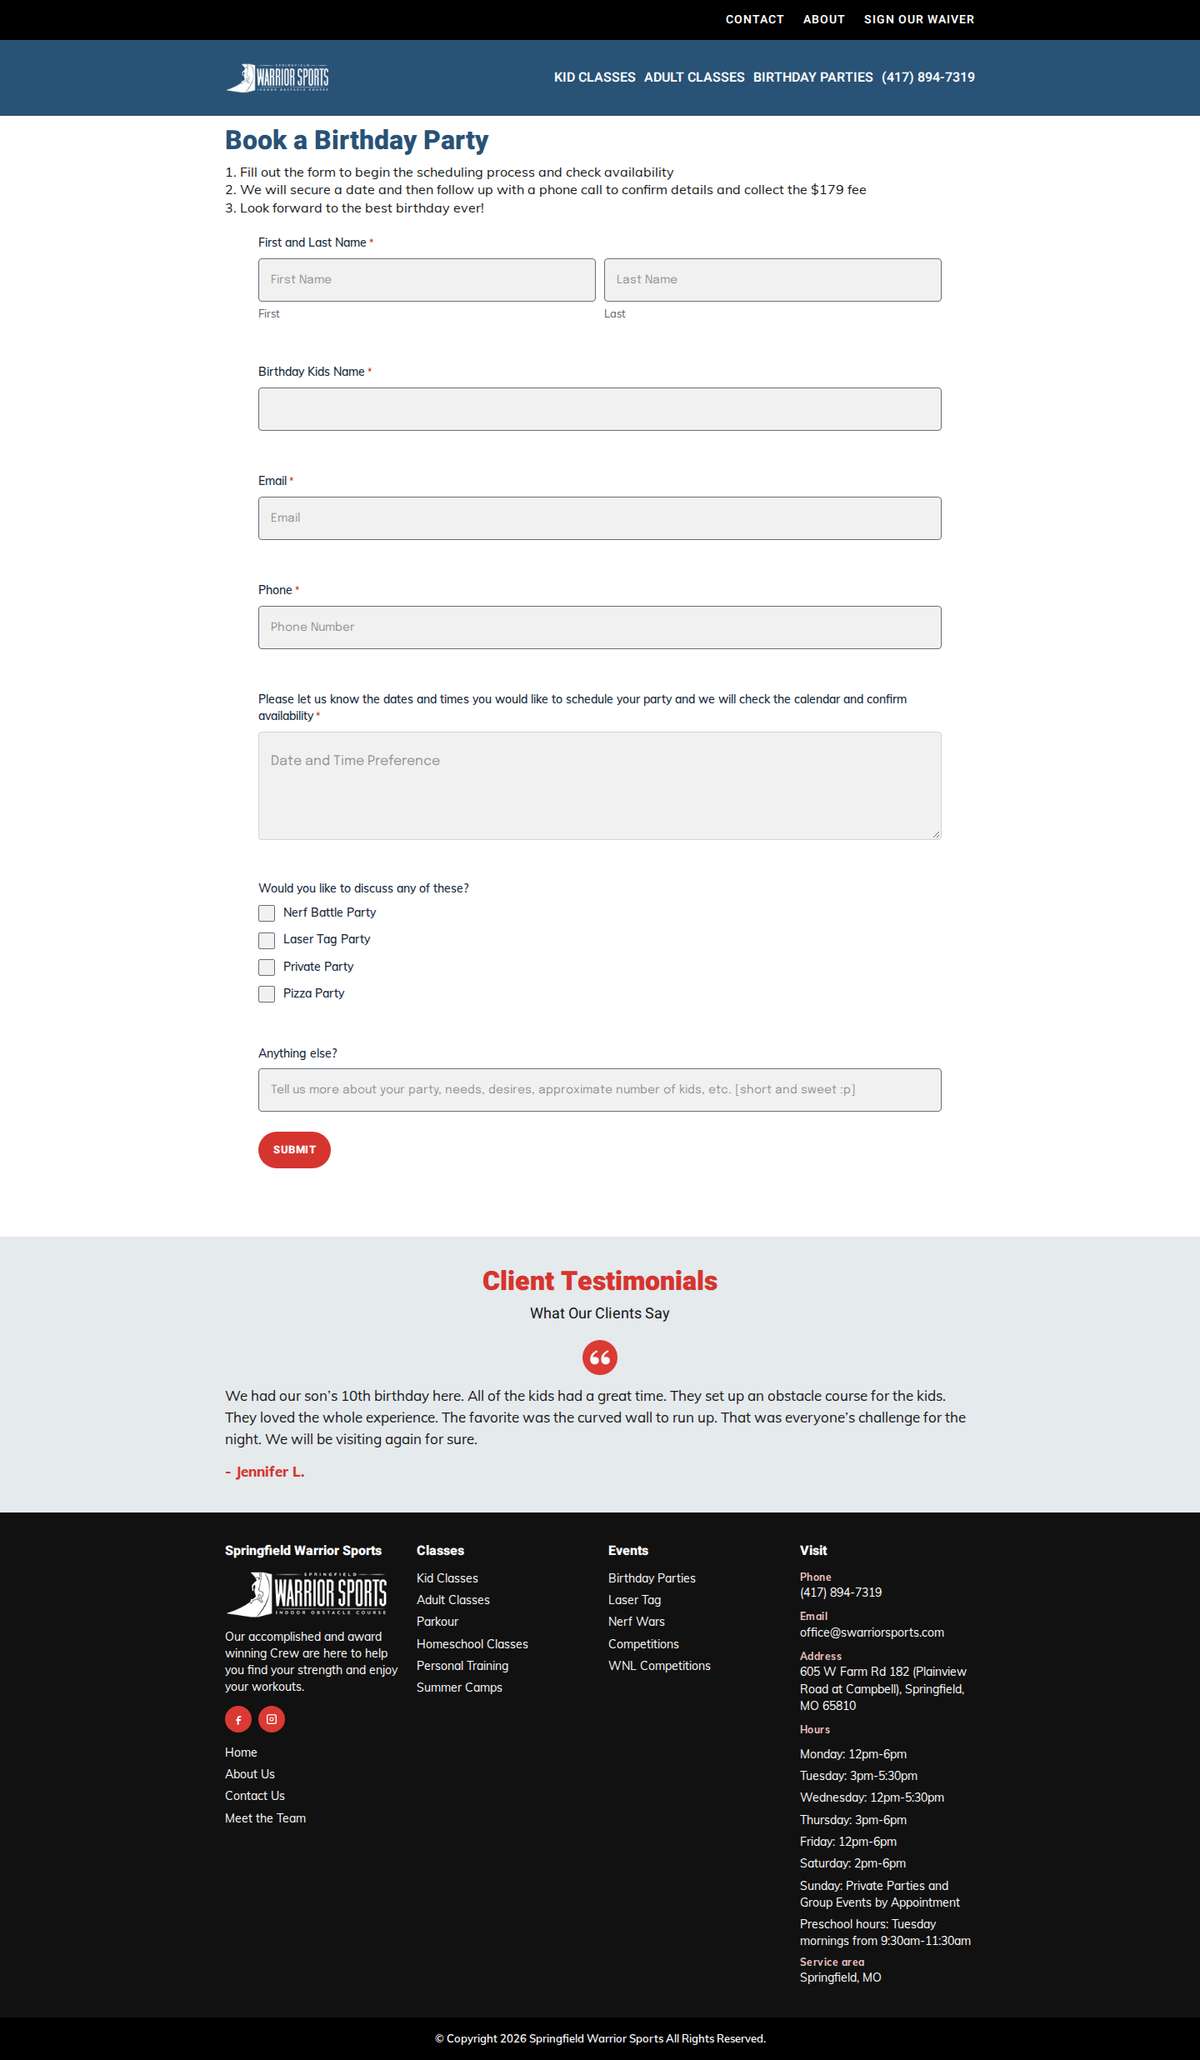 CONTACT ABOUT SIGN OUR WAIVER
SPRINGFIELD
WARRIOR SPORTS
INDOOR OBSTACLE COURSE
KID CLASSES ADULT CLASSES BIRTHDAY PARTIES (417) 894-7319
Book a Birthday Party
1. Fill out the form to begin the scheduling process and check availability
2. We will secure a date and then follow up with a phone call to confirm details and collect the $179 fee
3. Look forward to the best birthday ever!
First and Last Name *
First Name Last Name
First Last
Birthday Kids Name *
Email *
Email
Phone *
Phone Number
Please let us know the dates and times you would like to schedule your party and we will check the calendar and confirm
availability *
Date and Time Preference
Would you like to discuss any of these?
Nerf Battle Party
Laser Tag Party
Private Party
Pizza Party
Anything else?
Tell us more about your party, needs, desires, approximate number of kids, etc. [short and sweet :p]
SUBMIT
Client Testimonials
What Our Clients Say
We had our son’s 10th birthday here. All of the kids had a great time. They set up an obstacle course for the kids.
They loved the whole experience. The favorite was the curved wall to run up. That was everyone’s challenge for the
night. We will be visiting again for sure.
- Jennifer L.
Springfield Warrior Sports
SPRINGFIELD
WARRIOR SPORTS
INDOOR OBSTACLE COURSE
Our accomplished and award
winning Crew are here to help
you find your strength and enjoy
your workouts.
Home
About Us
Contact Us
Meet the Team
Classes
Kid Classes
Adult Classes
Parkour
Homeschool Classes
Personal Training
Summer Camps
Events
Birthday Parties
Laser Tag
Nerf Wars
Competitions
WNL Competitions
Visit
Phone
(417) 894-7319
Email
office@swarriorsports.com
Address
605 W Farm Rd 182 (Plainview
Road at Campbell), Springfield,
MO 65810
Hours
Monday: 12pm-6pm
Tuesday: 3pm-5:30pm
Wednesday: 12pm-5:30pm
Thursday: 3pm-6pm
Friday: 12pm-6pm
Saturday: 2pm-6pm
Sunday: Private Parties and
Group Events by Appointment
Preschool hours: Tuesday
mornings from 9:30am-11:30am
Service area
Springfield, MO
© Copyright 2026 Springfield Warrior Sports All Rights Reserved.